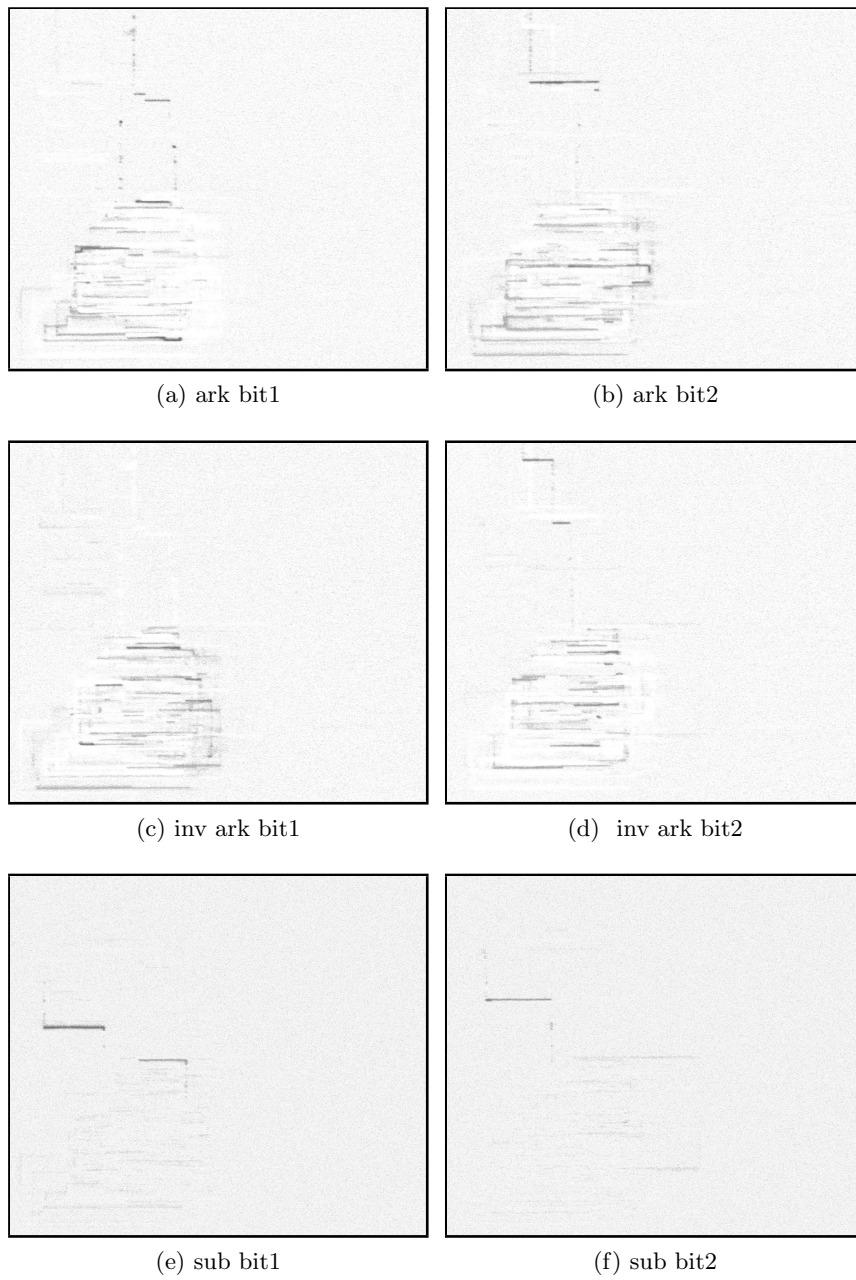 (a) ark bit1
(b) ark bit2
(c) inv ark bit1
(d) inv ark bit2
(e) sub bit1
(f) sub bit2